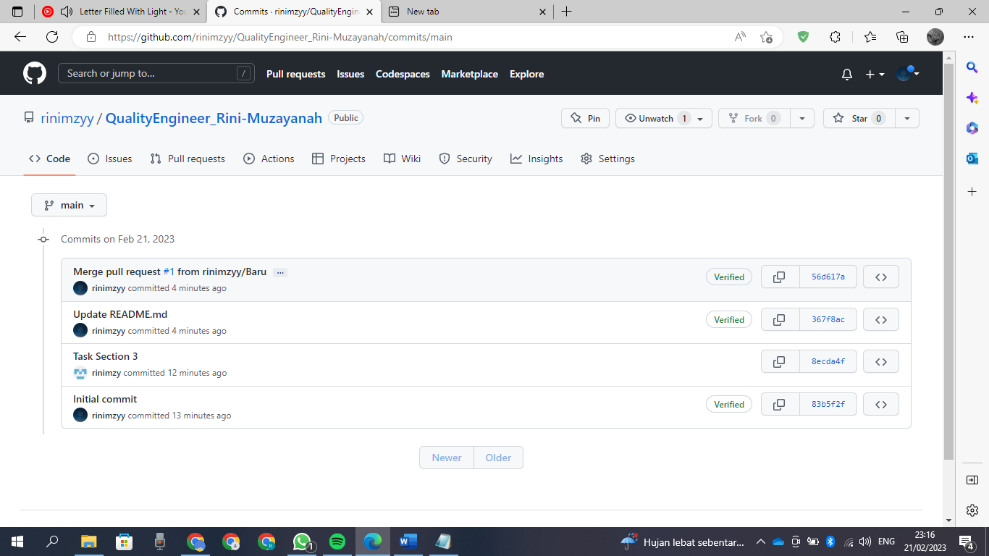 Letter Filled With Light - Yo
Commits · rinimzyy/QualityEngin
New tab
https://github.com/rinimzyy/QualityEngineer_Rini-Muzayanah/commits/main
Search or jump to...
/
Pull requests
Issues
Codespaces
Marketplace
Explore
rinimzyy / QualityEngineer_Rini-Muzayanah
Public
Pin
Unwatch 1
Fork 0
Star 0
Code
Issues
Pull requests
Actions
Projects
Wiki
Security
Insights
Settings
main
Commits on Feb 21, 2023
Merge pull request #1 from rinimzyy/Baru ...
rinimzyy committed 4 minutes ago
Verified
56d617a
Update README.md
rinimzyy committed 4 minutes ago
Verified
367f8ac
Task Section 3
rinimzy committed 12 minutes ago
8ecda4f
Initial commit
rinimzyy committed 13 minutes ago
Verified
83b5f2f
Newer
Older
1
Hujan lebat sebentar...
ENG
23:16
21/02/2023
4